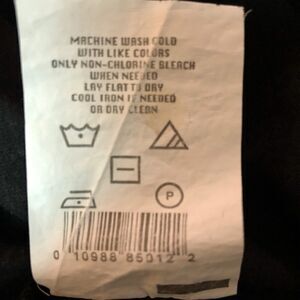 MACHINE WASH COLD
WITH LIKE COLORS
ONLY NON-CHLORINE BLEACH
WHEN NEEDED
LAY FLAT TO DRY
COOL IRON IF NEEDED
OR DRY CLEAN
P
0 10988 85012 2